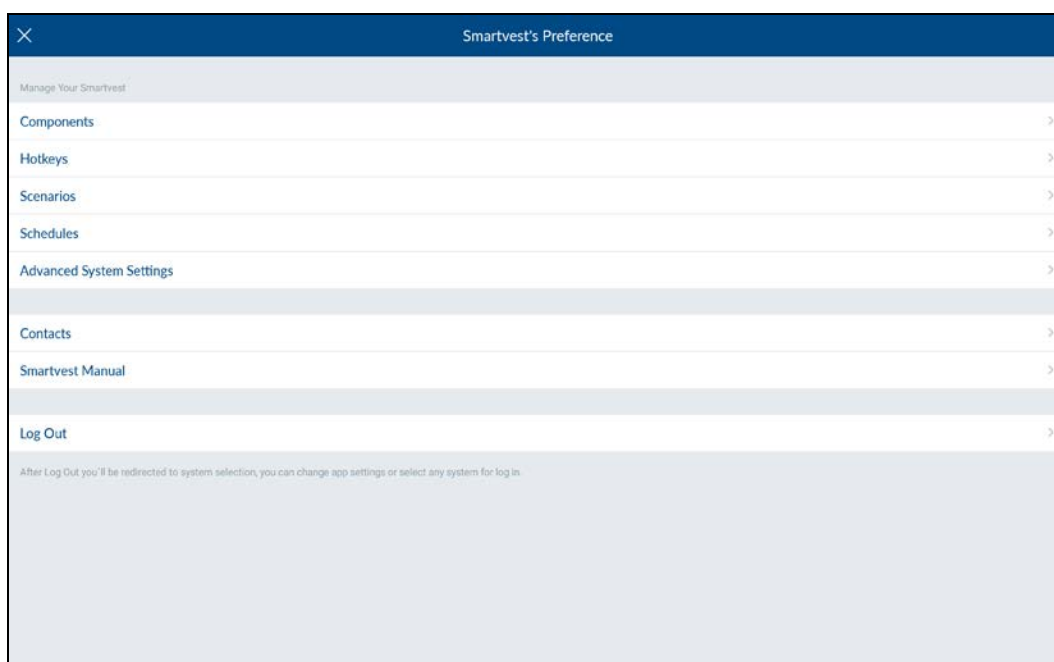 Smartvest's Preference
Manage Your Smartvest
Components
Hotkeys
Scenarios
Schedules
Advanced System Settings
Contacts
Smartvest Manual
Log Out
After Log Out you'll be redirected to system selection, you can change app settings or select any system for log in.